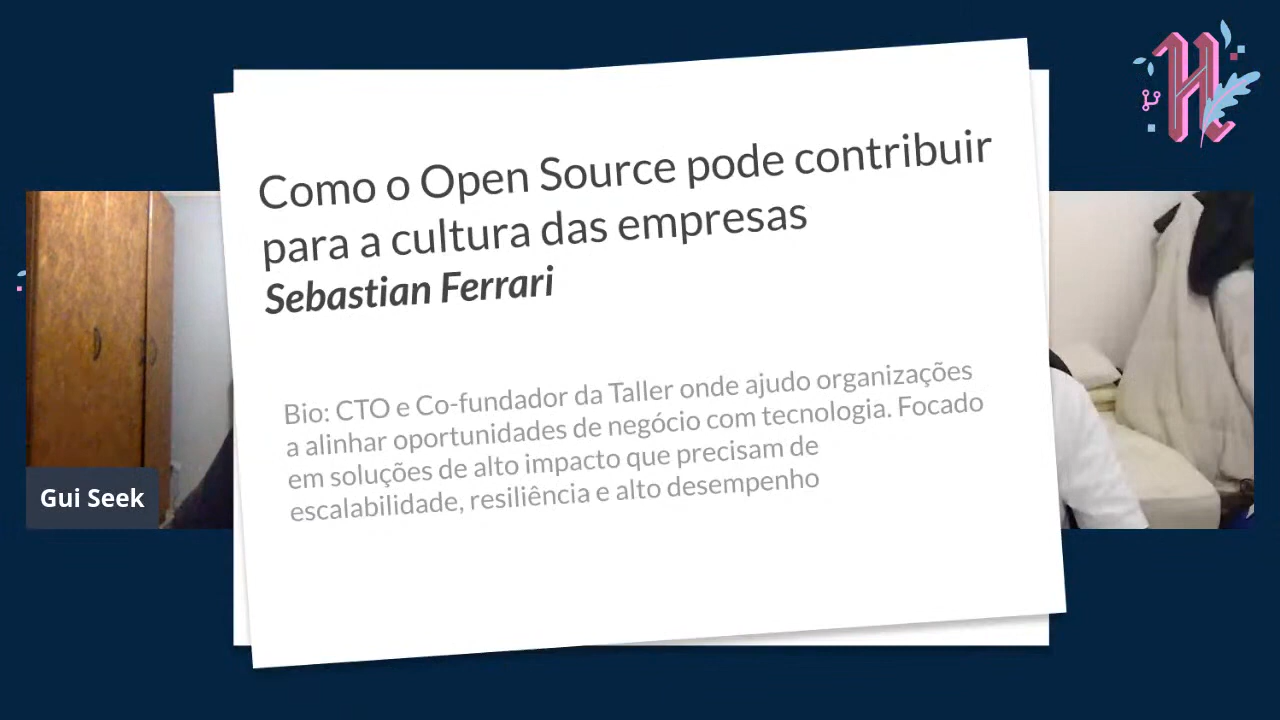 Como o Open Source pode contribuir
para a cultura das empresas
Sebastian Ferrari
Bio: CTO e Co-fundador da Taller onde ajudo organizações
a alinhar oportunidades de negócio com tecnologia. Focado
em soluções de alto impacto que precisam de
escalabilidade, resiliência e alto desempenho
Gui Seek
H